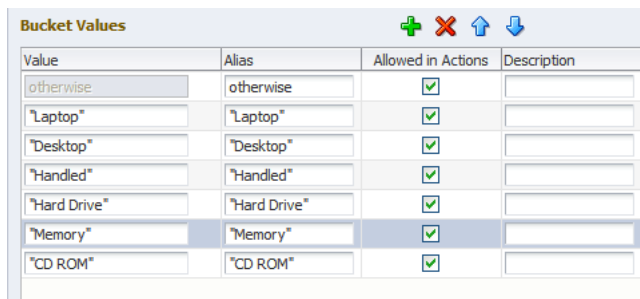 Bucket Values
Value Alias Allowed in Actions Description
otherwise otherwise
"Laptop" "Laptop"
"Desktop" "Desktop"
"Handled" "Handled"
"Hard Drive" "Hard Drive"
"Memory" "Memory"
"CD ROM" "CD ROM"